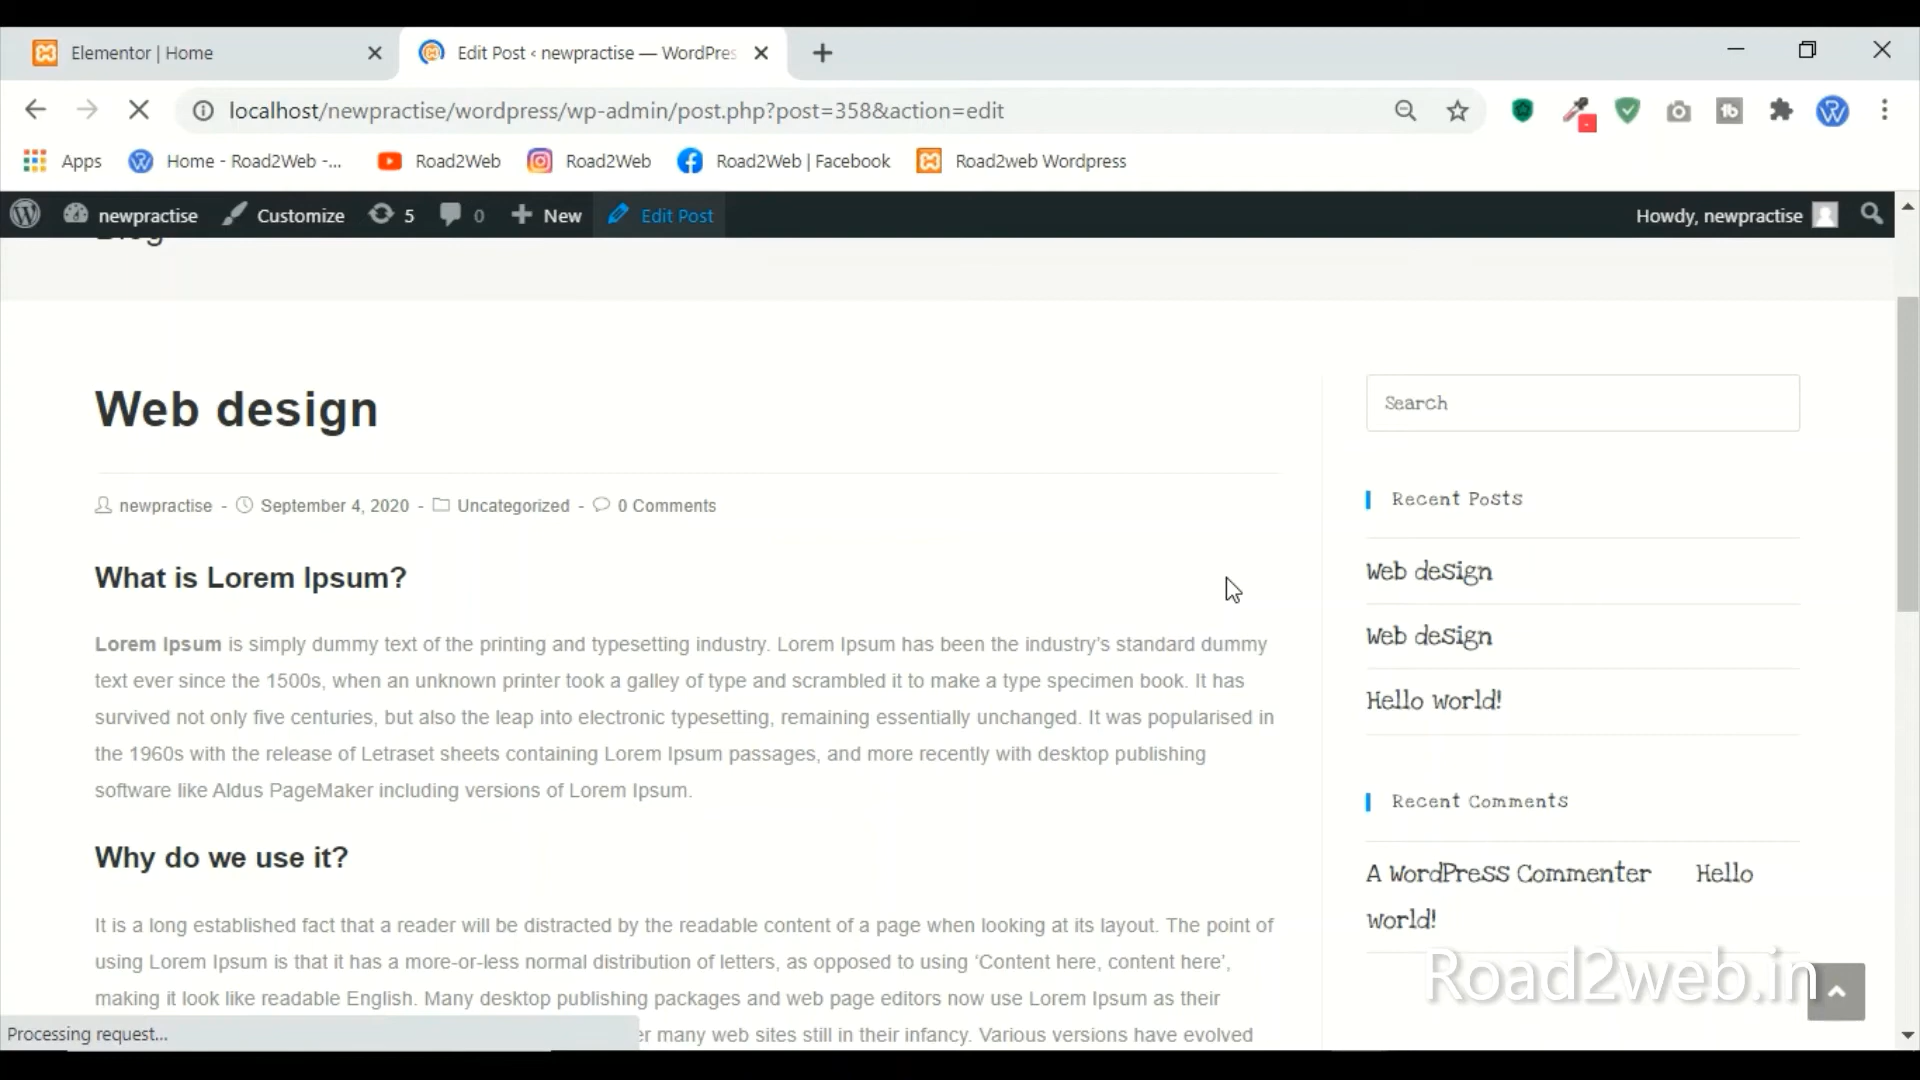 Elementor | Home
Edit Post ‹ newpractise — WordPres
localhost/newpractise/wordpress/wp-admin/post.php?post=358&action=edit
Apps
Home - Road2Web -...
Road2Web
Road2Web
Road2Web | Facebook
Road2web Wordpress
newpractise
Customize
5
0
New
Edit Post
Howdy, newpractise
Blog
Web design
newpractise - September 4, 2020 - Uncategorized - 0 Comments
What is Lorem Ipsum?
Lorem Ipsum is simply dummy text of the printing and typesetting industry. Lorem Ipsum has been the industry’s standard dummy
text ever since the 1500s, when an unknown printer took a galley of type and scrambled it to make a type specimen book. It has
survived not only five centuries, but also the leap into electronic typesetting, remaining essentially unchanged. It was popularised in
the 1960s with the release of Letraset sheets containing Lorem Ipsum passages, and more recently with desktop publishing
software like Aldus PageMaker including versions of Lorem Ipsum.
Why do we use it?
It is a long established fact that a reader will be distracted by the readable content of a page when looking at its layout. The point of
using Lorem Ipsum is that it has a more-or-less normal distribution of letters, as opposed to using ‘Content here, content here’,
making it look like readable English. Many desktop publishing packages and web page editors now use Lorem Ipsum as their
many web sites still in their infancy. Various versions have evolved
Search
Recent Posts
Web design
Web design
Hello world!
Recent Comments
A WordPress Commenter Hello
world!
Road2web.in
Processing request...